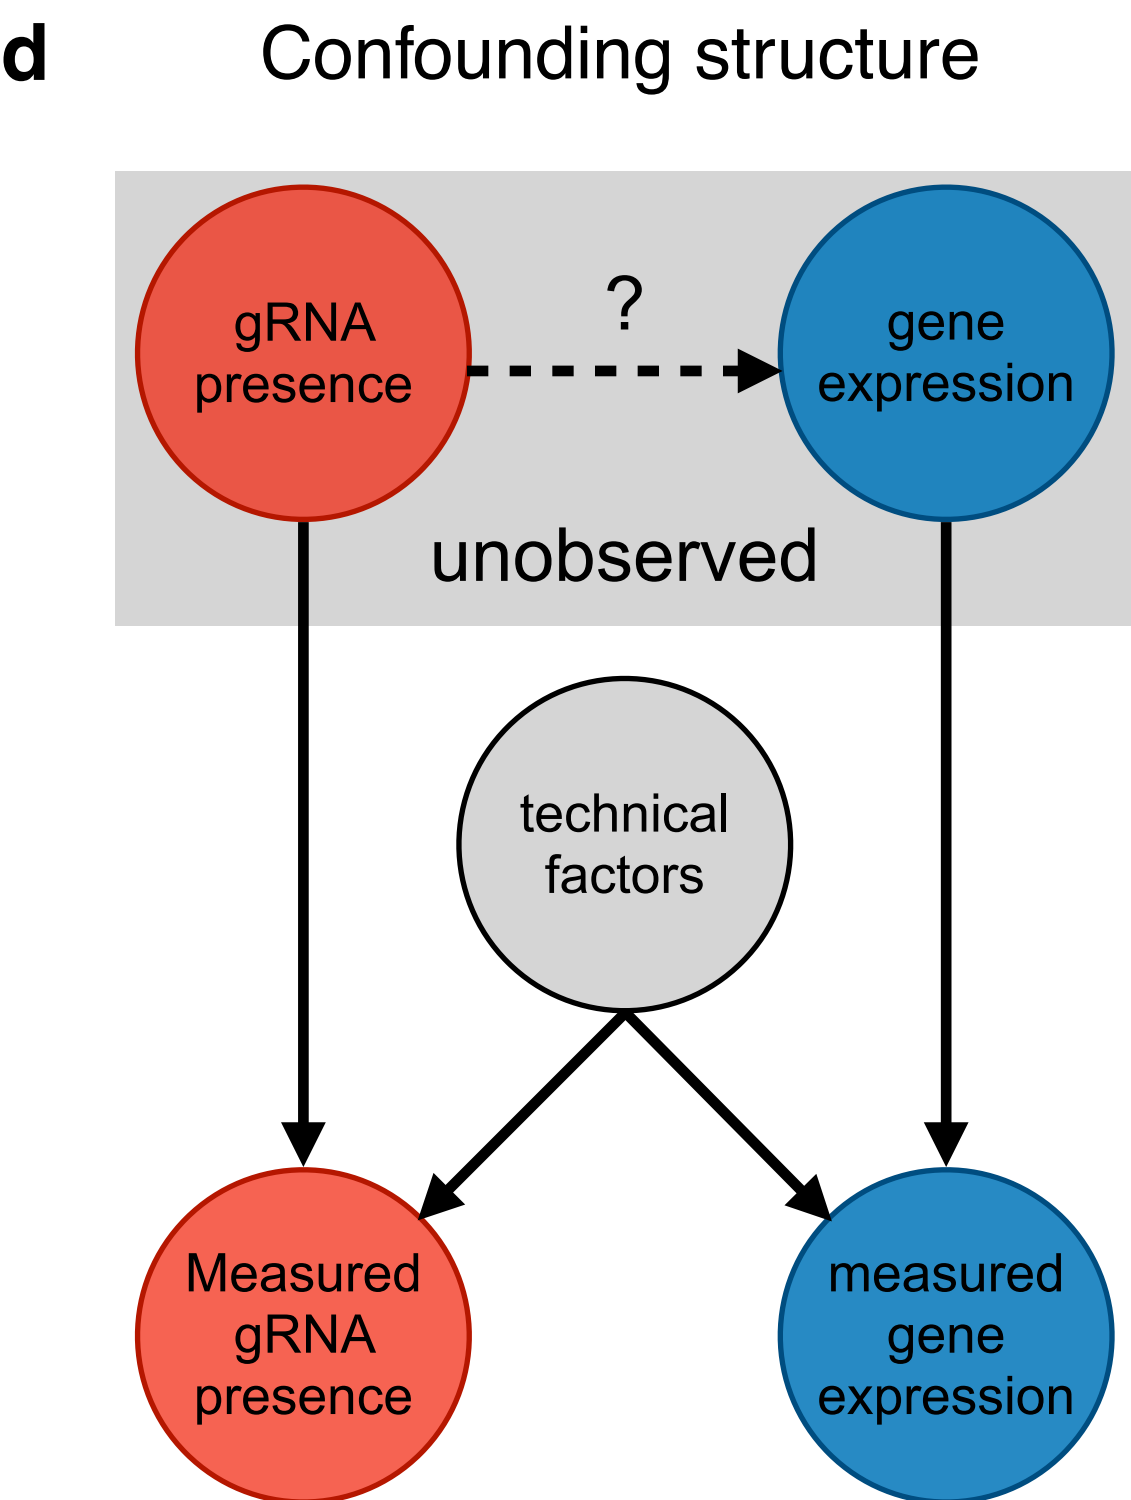 d Confounding structure
gRNA
presence
?
gene
expression
unobserved
technical
factors
Measured
gRNA
presence
measured
gene
expression